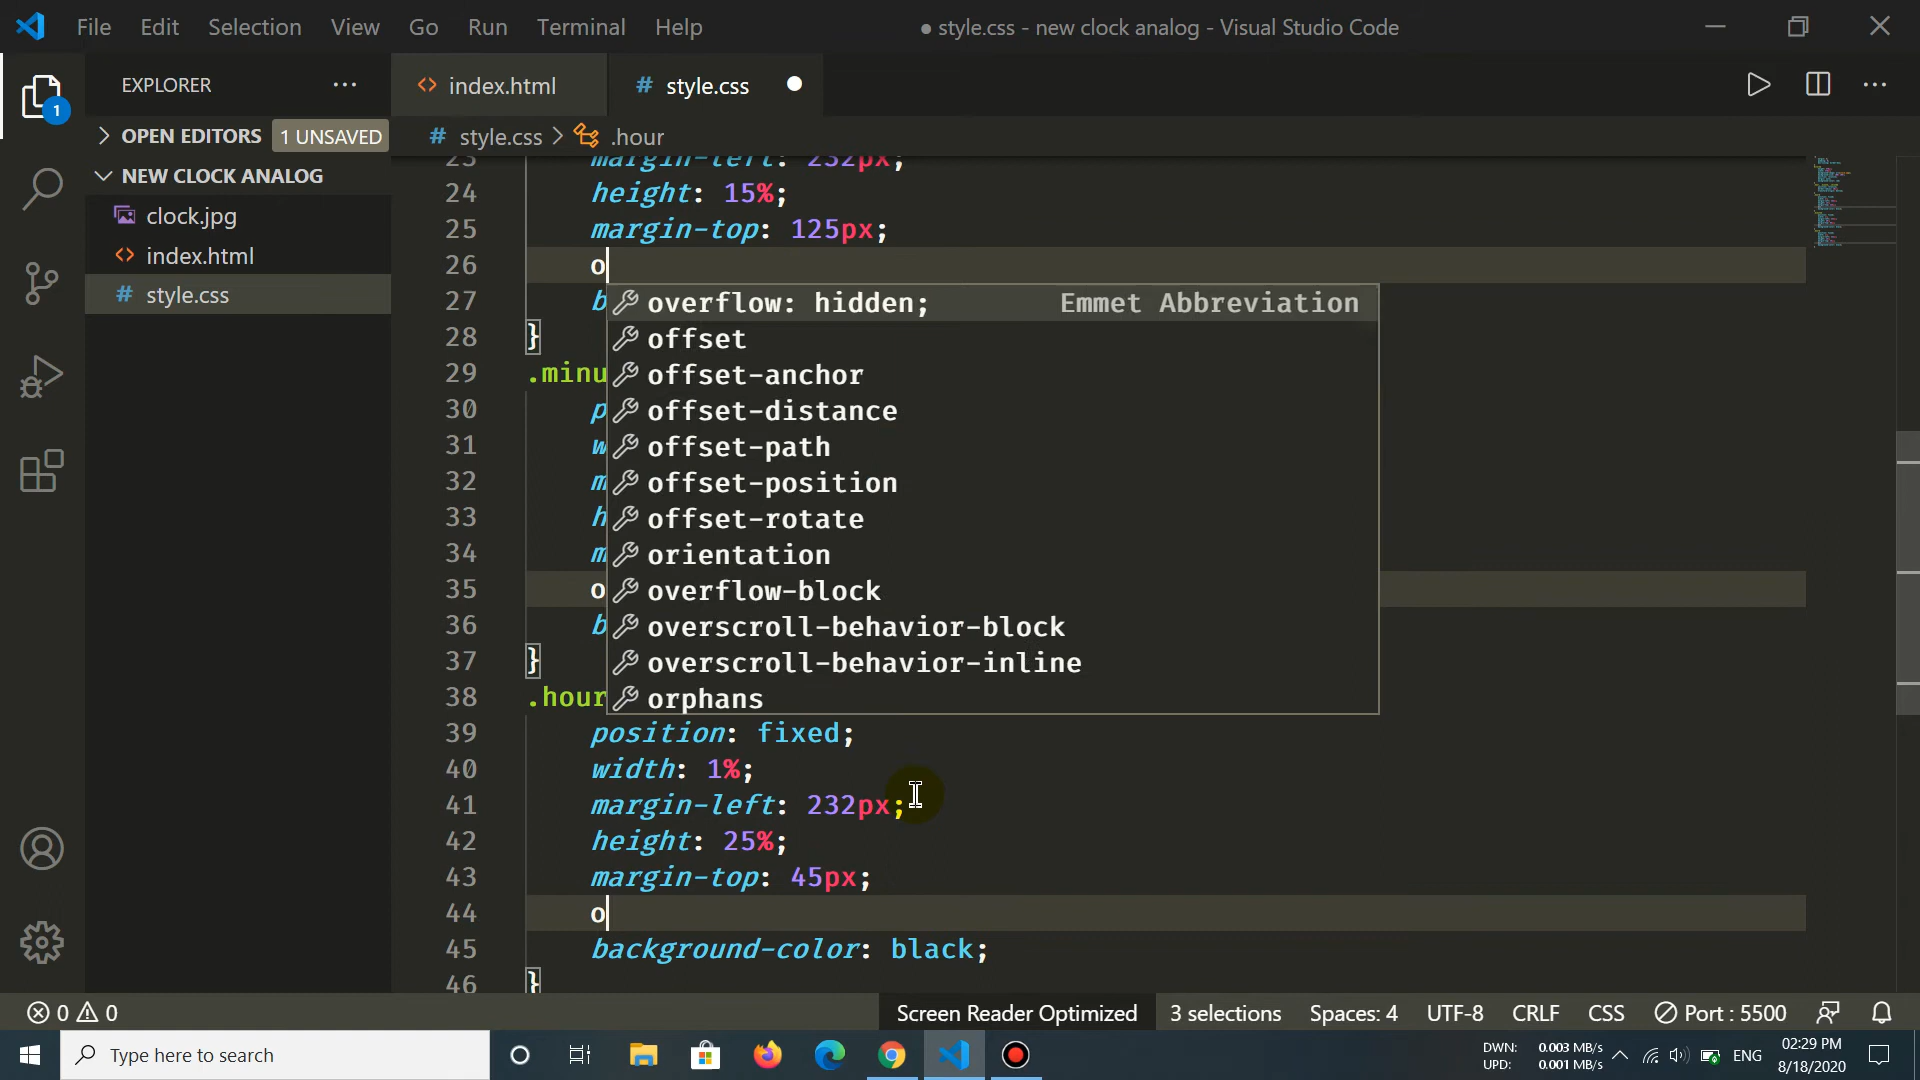 File Edit Selection View Go Run Terminal Help
● style.css - new clock analog - Visual Studio Code
EXPLORER
index.html
# style.css
OPEN EDITORS
1 UNSAVED
# style.css > .hour
NEW CLOCK ANALOG
clock.jpg
index.html
# style.css
1
23 margin-left: 232px;
24 height: 15%;
25 margin-top: 125px;
26 o
27 b
28 }
29 .minu
30 p
31 w
32 m
33 h
34 m
35 o
36 b
37 }
38 .hour
39 position: fixed;
40 width: 1%;
41 margin-left: 232px;
42 height: 25%;
43 margin-top: 45px;
44 o
45 background-color: black;
46 }
overflow: hidden; Emmet Abbreviation
offset
offset-anchor
offset-distance
offset-path
offset-position
offset-rotate
orientation
overflow-block
overscroll-behavior-block
overscroll-behavior-inline
orphans
0 0
Screen Reader Optimized
3 selections
Spaces: 4
UTF-8
CRLF
CSS
Port : 5500
Type here to search
DWN: 0.003 MB/s
UPD: 0.001 MB/s
ENG
02:29 PM
8/18/2020